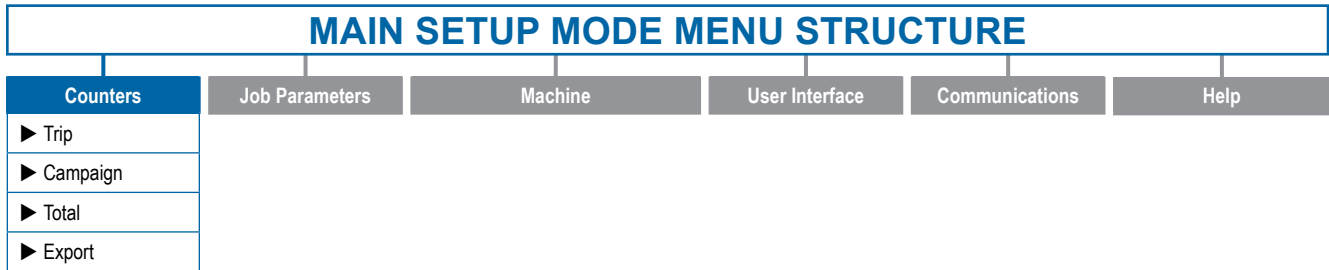 MAIN SETUP MODE MENU STRUCTURE
Counters Job Parameters Machine User Interface Communications Help
▶ Trip
▶ Campaign
▶ Total
▶ Export